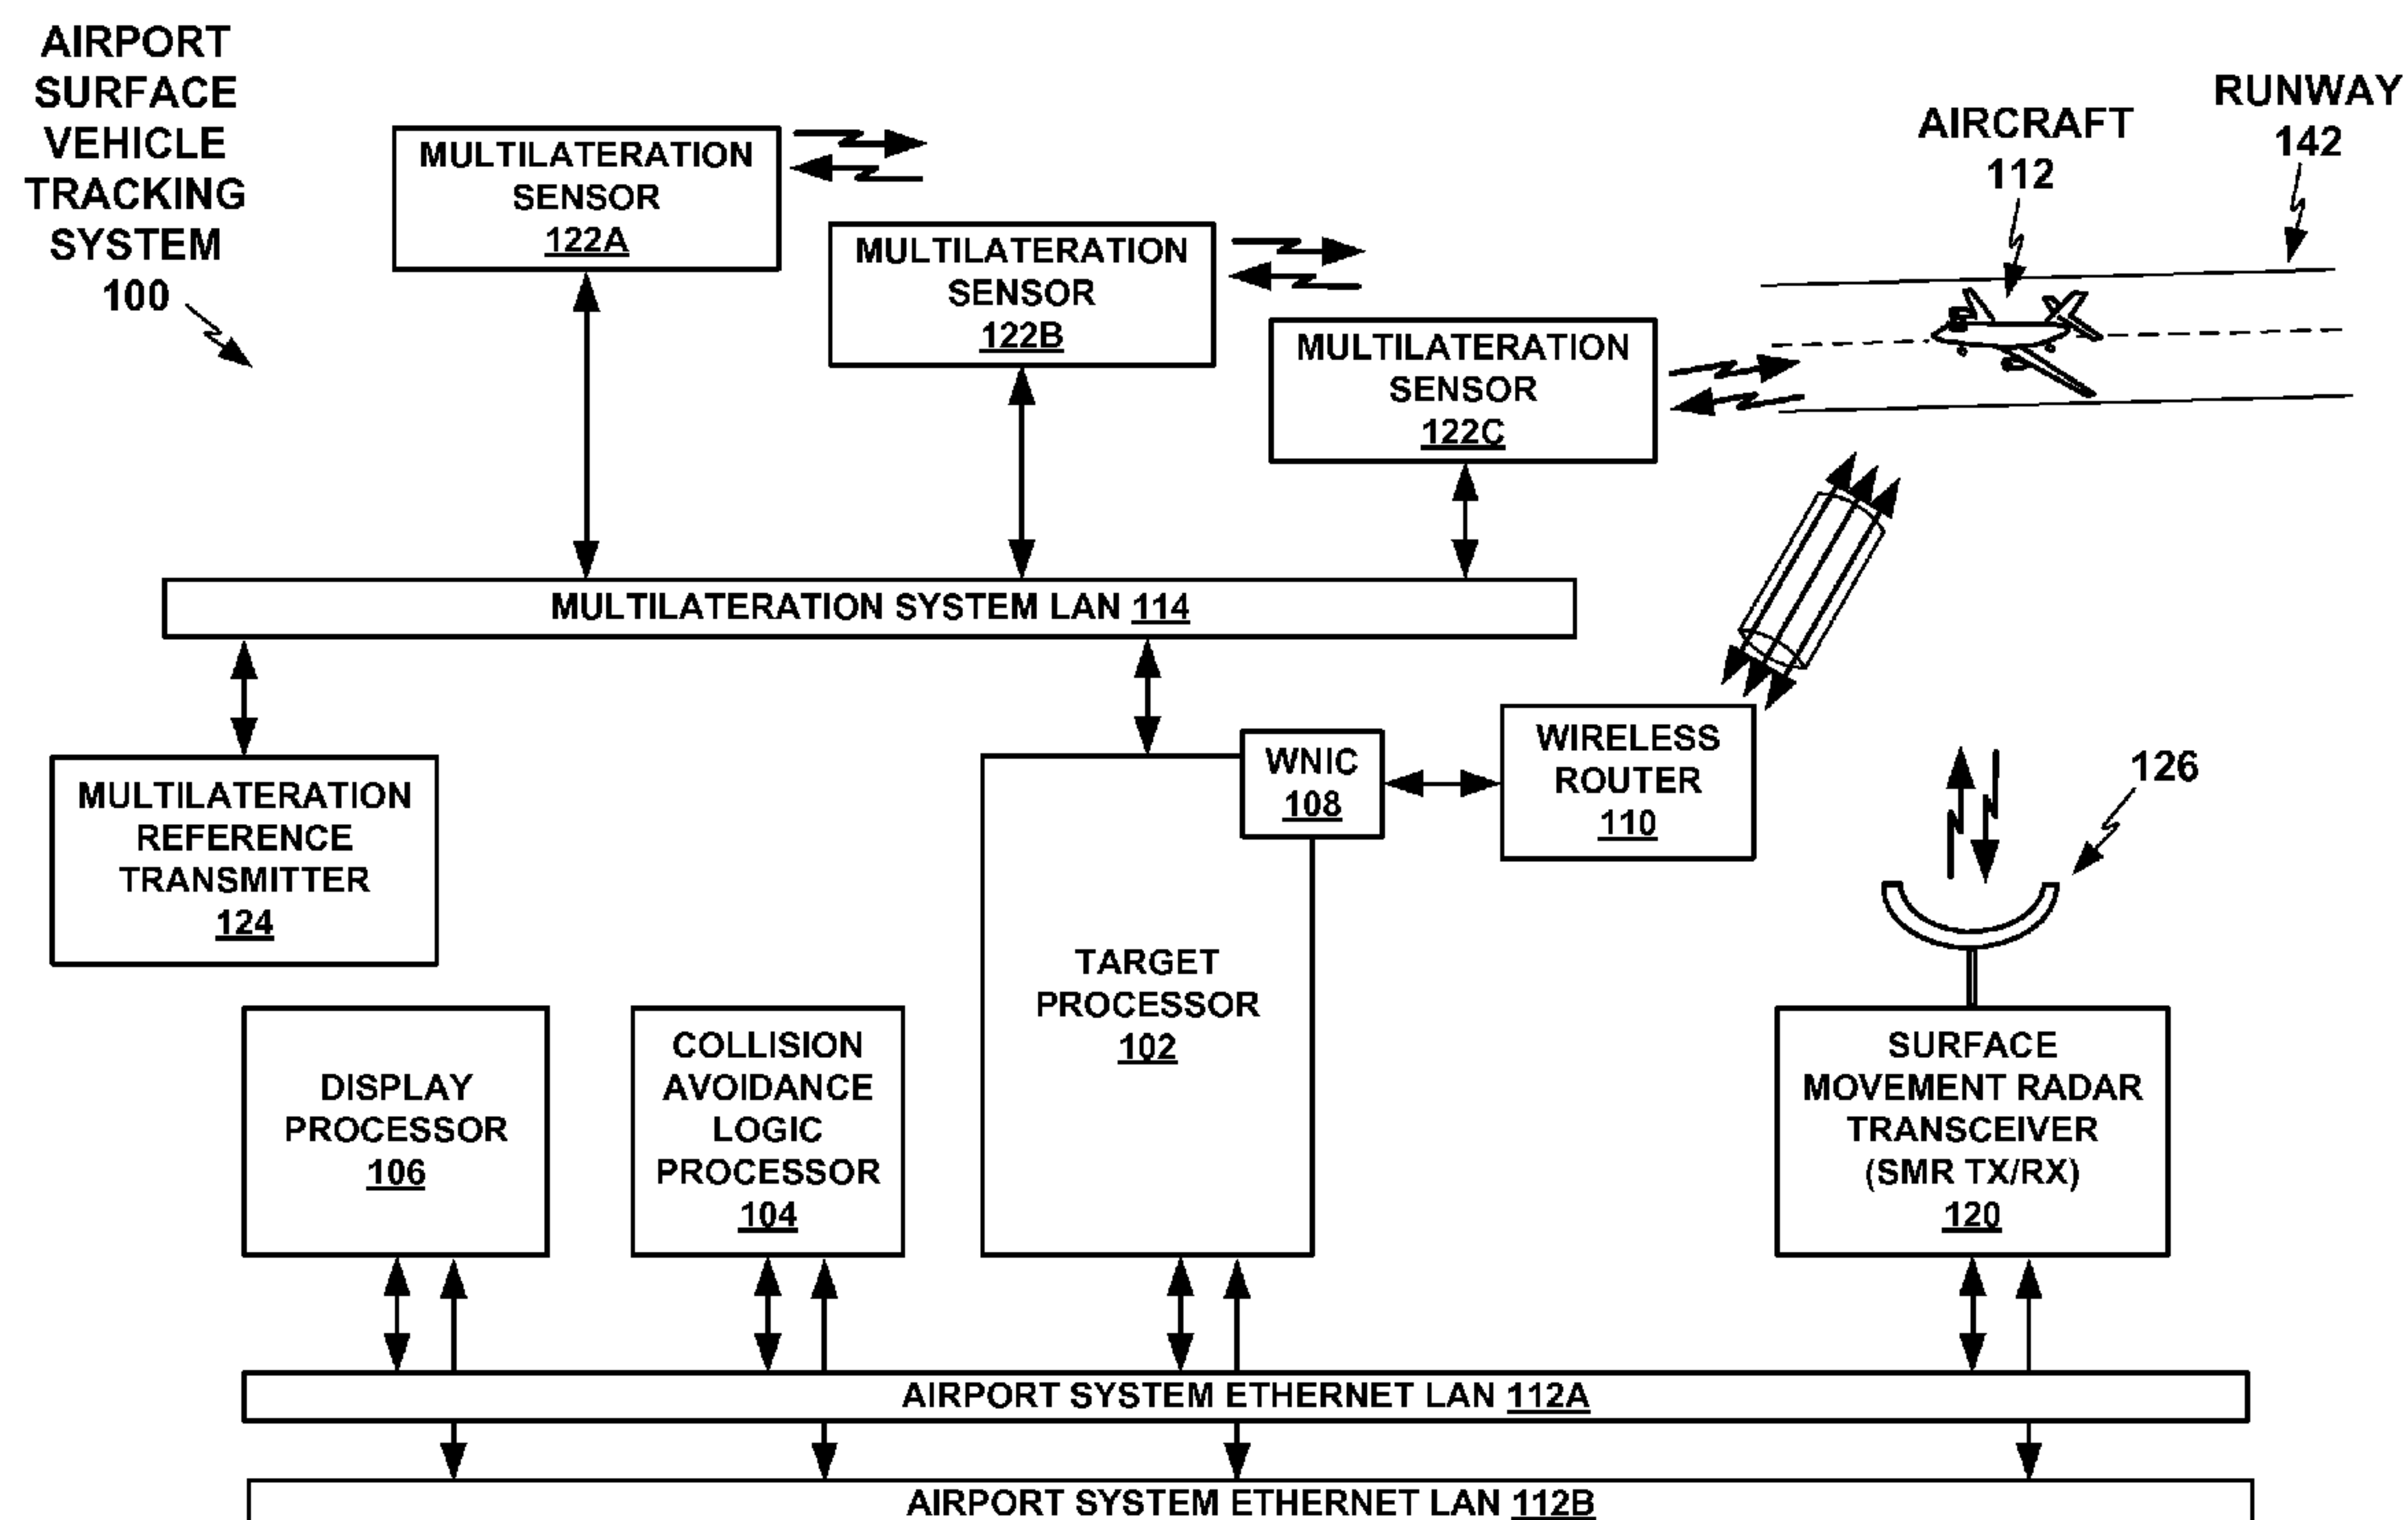 AIRPORT
SURFACE
VEHICLE
TRACKING
SYSTEM
100
MULTILATERATION
SENSOR
122A
MULTILATERATION
SENSOR
122B
MULTILATERATION
SENSOR
122C
AIRCRAFT
112
RUNWAY
142
MULTILATERATION SYSTEM LAN 114
MULTILATERATION
REFERENCE
TRANSMITTER
124
WNIC
108
WIRELESS
ROUTER
110
126
TARGET
PROCESSOR
102
DISPLAY
PROCESSOR
106
COLLISION
AVOIDANCE
LOGIC
PROCESSOR
104
SURFACE
MOVEMENT RADAR
TRANSCEIVER
(SMR TX/RX)
120
AIRPORT SYSTEM ETHERNET LAN 112A
AIRPORT SYSTEM ETHERNET LAN 112B